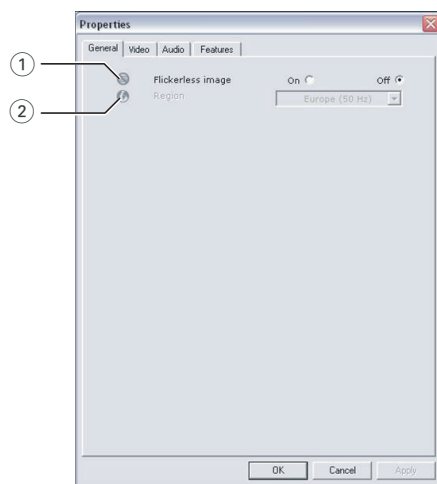 Properties
General Video Audio Features
1 Flickerless image On Off
2 Region Europe (50 Hz)
OK Cancel Apply